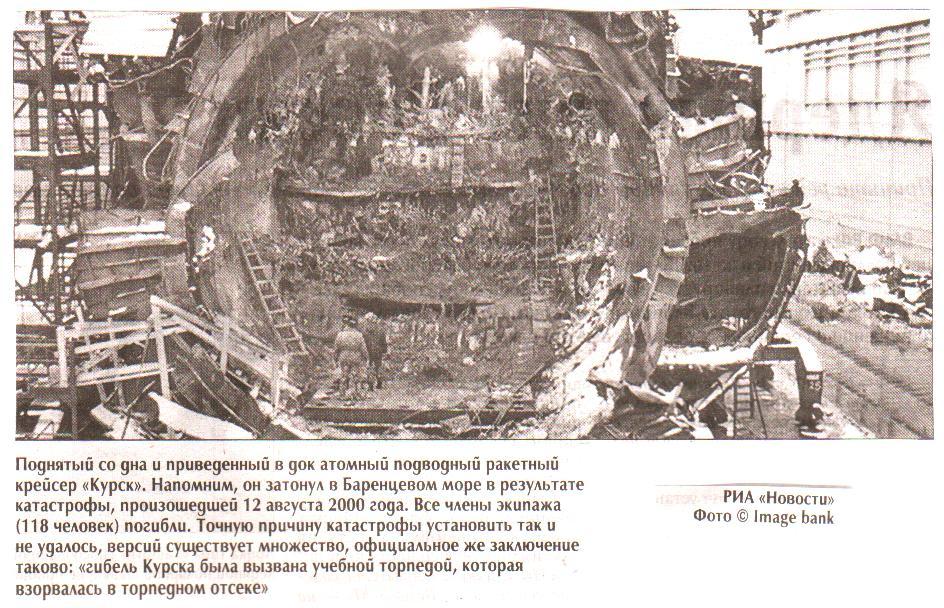 Поднятый со дна и приведенный в док атомный подводный ракетный
крейсер «Курск». Напомним, он затонул в Баренцевом море в результате
катастрофы, произошедшей 12 августа 2000 года. Все члены экипажа
(118 человек) погибли. Точную причину катастрофы установить так и
не удалось, версий существует множество, официальное же заключение
таково: «гибель Курска была вызвана учебной торпедой, которая
взорвалась в торпедном отсеке»
РИА «Новости»
Фото © Image bank